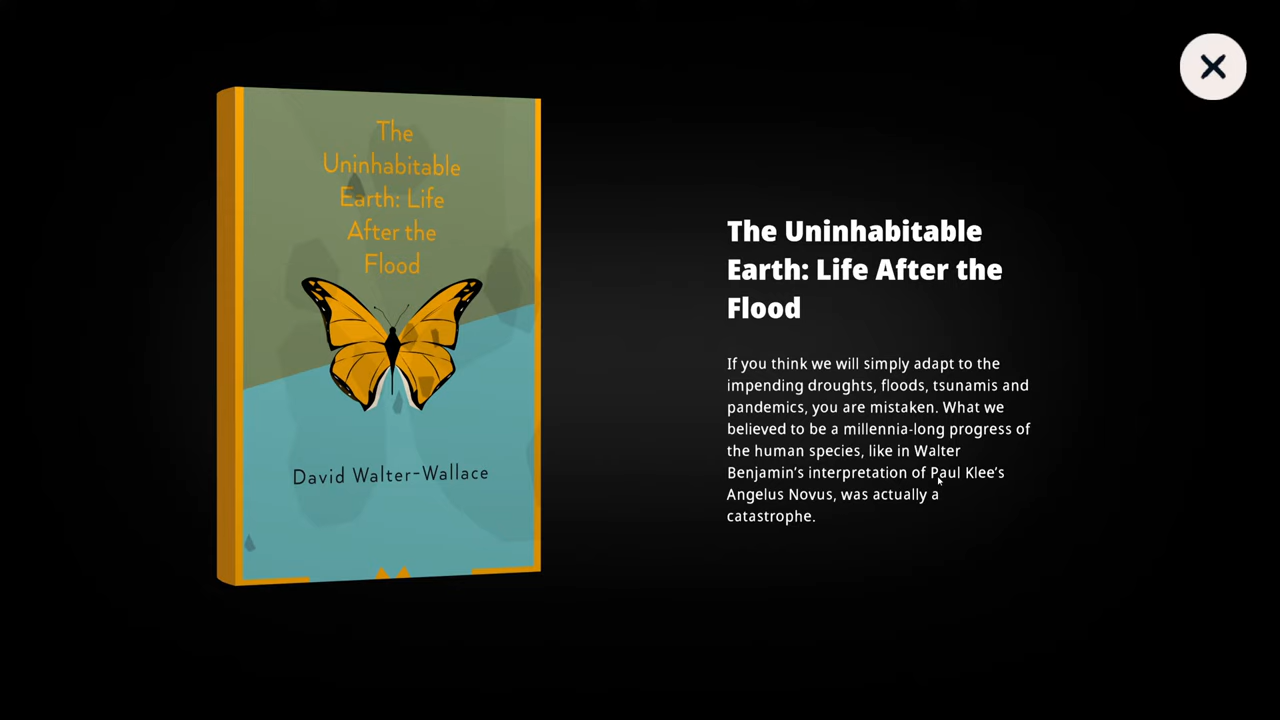 The
Uninhabitable
Earth: Life
After the
Flood
David Walter-Wallace
The Uninhabitable
Earth: Life After the
Flood
If you think we will simply adapt to the
impending droughts, floods, tsunamis and
pandemics, you are mistaken. What we
believed to be a millennia-long progress of
the human species, like in Walter
Benjamin's interpretation of Paul Klee's
Angelus Novus, was actually a
catastrophe.